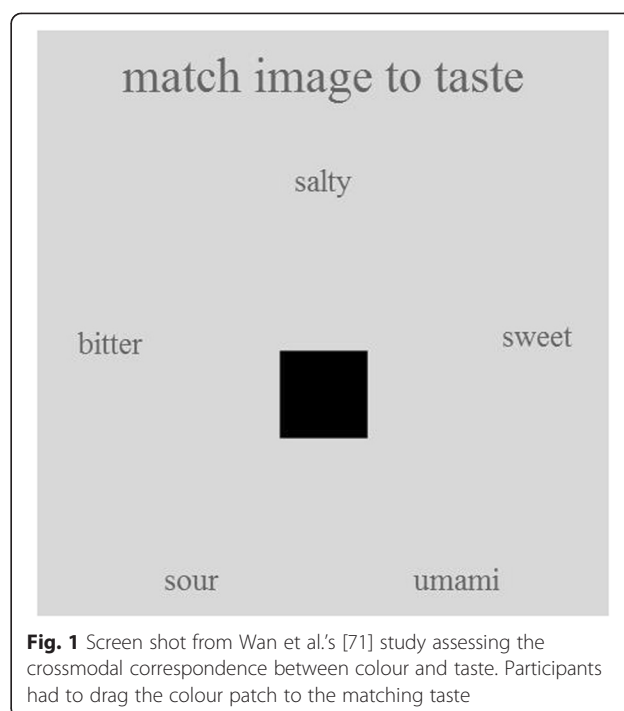 match image to taste
salty
bitter
sweet
sour
umami
Fig. 1 Screen shot from Wan et al.'s [71] study assessing the
crossmodal correspondence between colour and taste. Participants
had to drag the colour patch to the matching taste